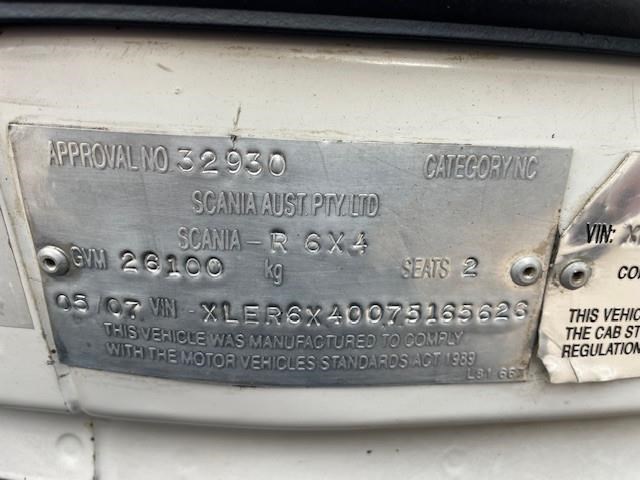 APPROVAL NO. 32930 CATEGORY NC
SCANIA AUST. PTY. LTD
SCANIA - R 6X4
GVM 26100 kg SEATS 2
05/07 VIN - XLER6X40075165626
THIS VEHICLE WAS MANUFACTURED TO COMPLY
WITH THE MOTOR VEHICLES STANDARDS ACT 1989
VIN:
THIS VEHIC
THE CAB ST
REGULATION